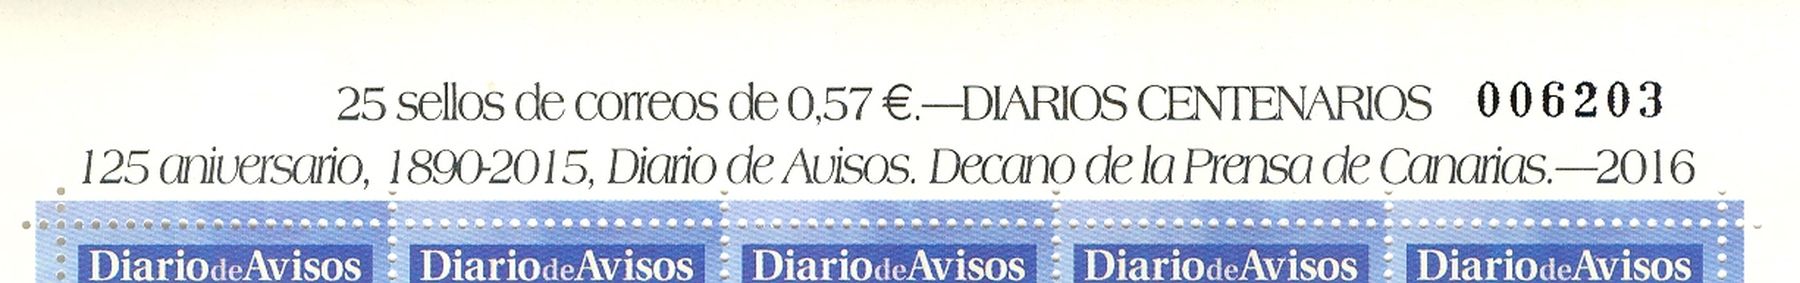 25 sellos de correos de 0,57 €.—DIARIOS CENTENARIOS 006203
125 aniversario, 1890-2015, Diario de Avisos. Decano de la Prensa de Canarias.—2016
DiariodeAvisos DiariodeAvisos DiariodeAvisos DiariodeAvisos DiariodeAvisos